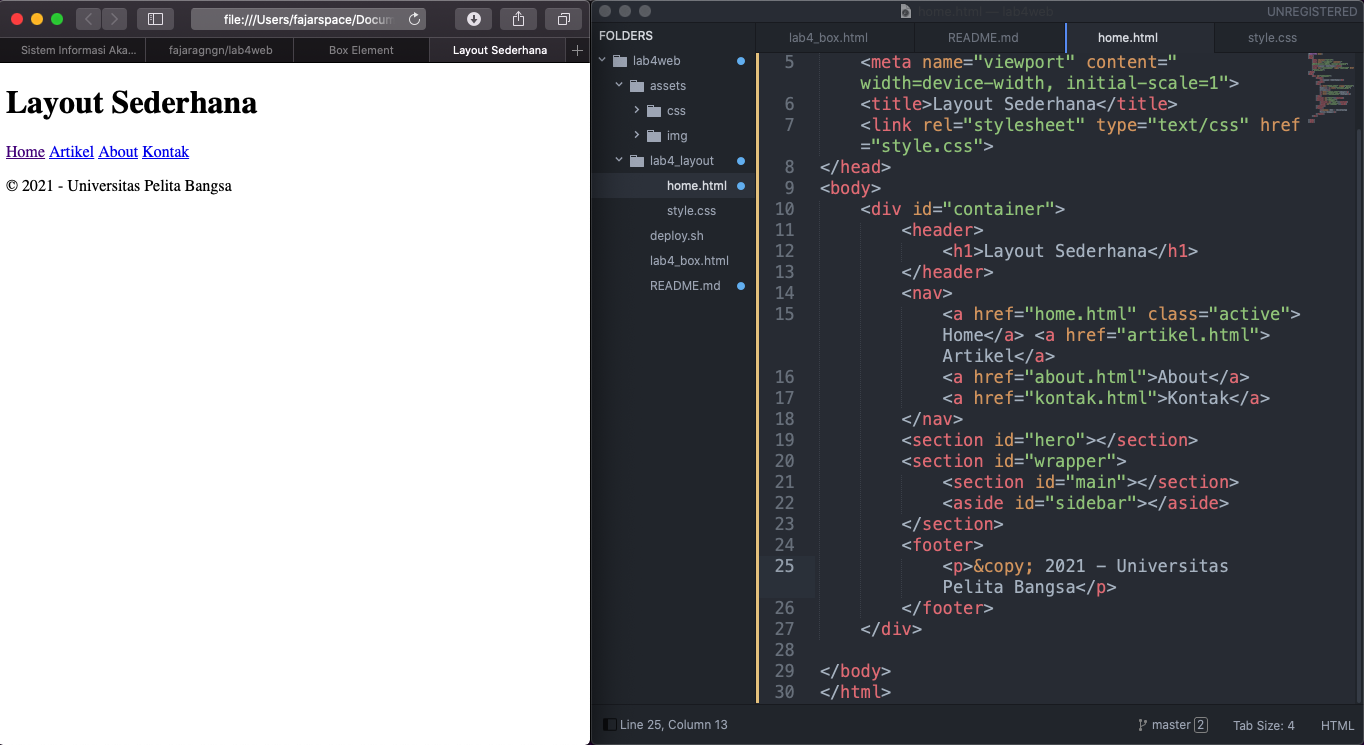 file:///Users/fajarspace/Docum
Sistem Informasi Aka...
fajaragngn/lab4web
Box Element
Layout Sederhana
Layout Sederhana
Home Artikel About Kontak
© 2021 - Universitas Pelita Bangsa
home.html — lab4web
UNREGISTERED
FOLDERS
lab4web
assets
css
img
lab4_layout
home.html
style.css
deploy.sh
lab4_box.html
README.md
lab4_box.html
README.md
home.html
style.css
5 <meta name="viewport" content="
width=device-width, initial-scale=1">
6 <title>Layout Sederhana</title>
7 <link rel="stylesheet" type="text/css" href
="style.css">
8 </head>
9 <body>
10 <div id="container">
11 <header>
12 <h1>Layout Sederhana</h1>
13 </header>
14 <nav>
15 <a href="home.html" class="active">
Home</a> <a href="artikel.html">
Artikel</a>
16 <a href="about.html">About</a>
17 <a href="kontak.html">Kontak</a>
18 </nav>
19 <section id="hero"></section>
20 <section id="wrapper">
21 <section id="main"></section>
22 <aside id="sidebar"></aside>
23 </section>
24 <footer>
25 <p>&copy; 2021 - Universitas
Pelita Bangsa</p>
26 </footer>
27 </div>
28
29 </body>
30 </html>
Line 25, Column 13
master 2
Tab Size: 4
HTML